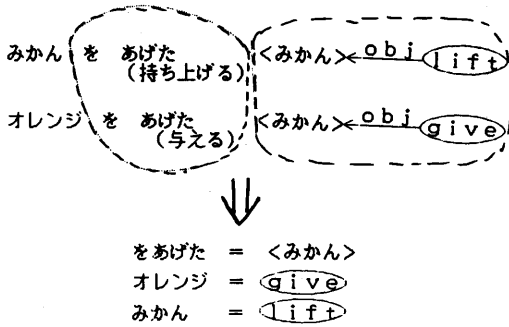 みかん を あげた <みかん> obj lift
(持ち上げる)
オレンジ を あげた <みかん> obj give
(与える)
をあげた = <みかん>
オレンジ = give
みかん = lift